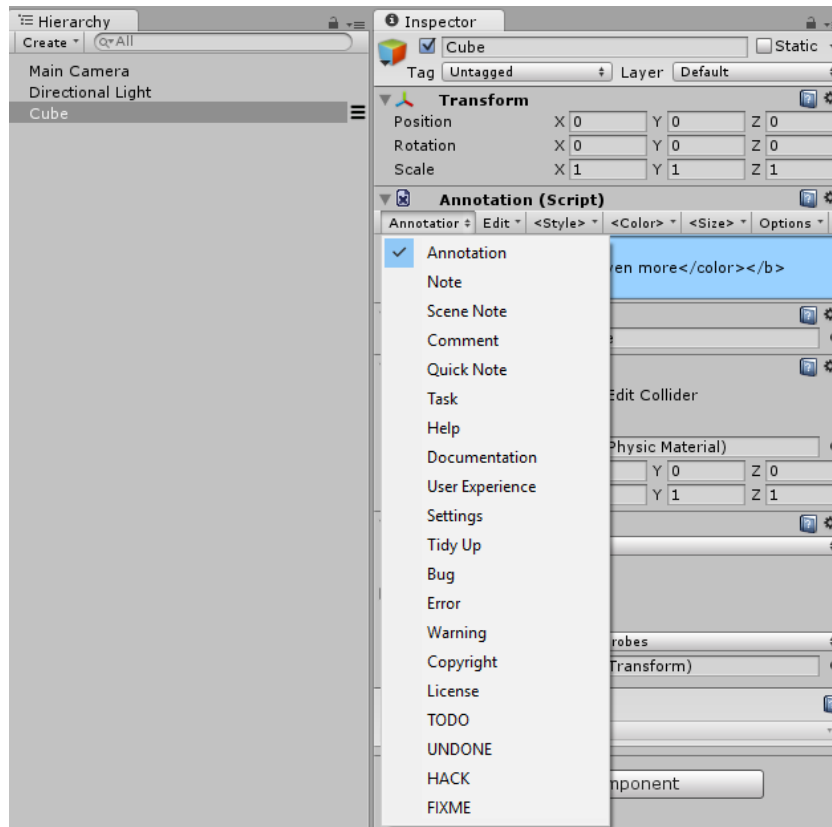 Hierarchy
Create
All
Main Camera
Directional Light
Cube
Inspector
Cube
Static
Tag Untagged Layer Default
Transform
Position X 0 Y 0 Z 0
Rotation X 0 Y 0 Z 0
Scale X 1 Y 1 Z 1
Annotation (Script)
Edit <Style> <Color> <Size> Options
more</color></b>
Annotation
Note
Scene Note
Comment
Quick Note
Task
Edit Collider
Help
Documentation
Physic Material)
User Experience
Y 0 Z 0
Y 1 Z 1
Settings
Tidy Up
Bug
Error
Warning
Copyright
Transform)
License
TODO
UNDONE
HACK
FIXME